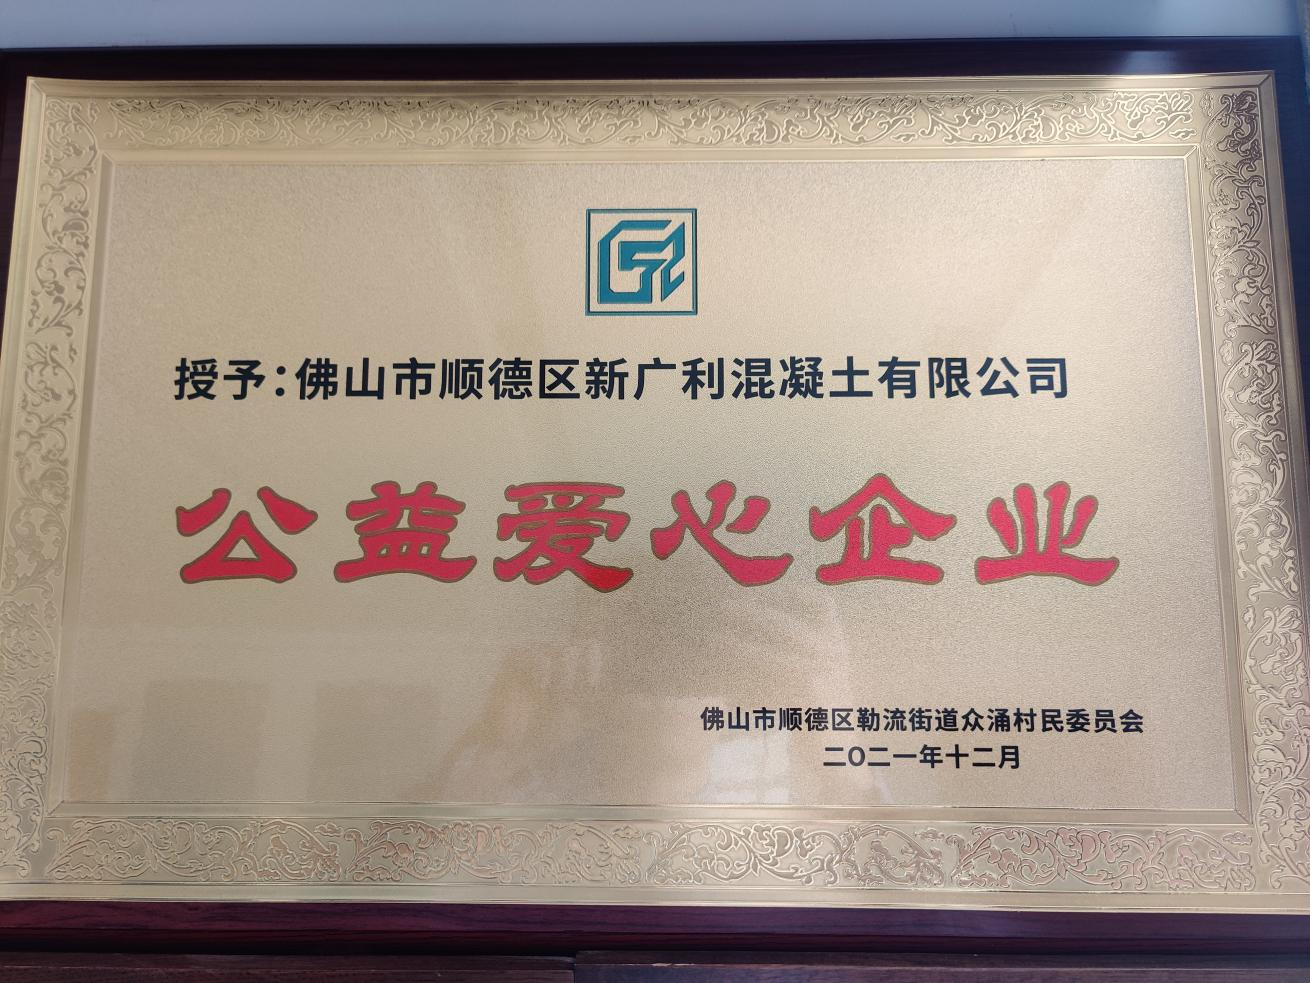 授予:佛山市顺德区新广利混凝土有限公司
公益爱心企业
佛山市顺德区勒流街道众涌村民委员会
二〇二一年十二月